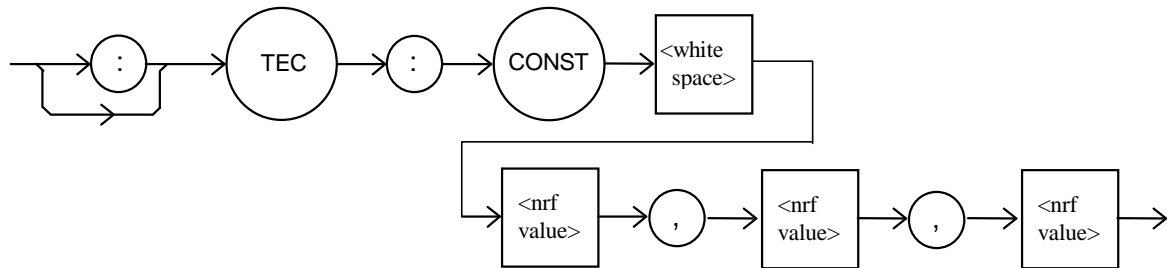 : TEC : CONST <white
space>
<nrf
value> , <nrf
value> , <nrf
value>